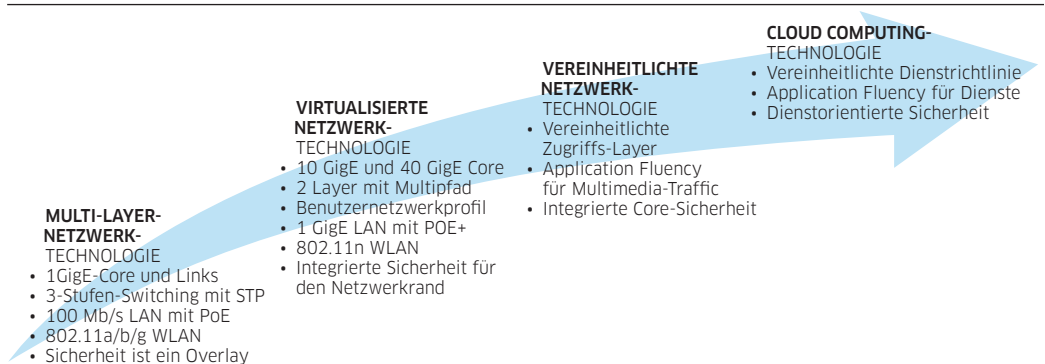 MULTI-LAYER-
NETZWERK-
TECHNOLOGIE
• 1GigE-Core und Links
• 3-Stufen-Switching mit STP
• 100 Mb/s LAN mit PoE
• 802.11a/b/g WLAN
• Sicherheit ist ein Overlay
VIRTUALISIERTE
NETZWERK-
TECHNOLOGIE
• 10 GigE und 40 GigE Core
• 2 Layer mit Multipfad
• Benutzernetzwerkprofil
• 1 GigE LAN mit POE+
• 802.11n WLAN
• Integrierte Sicherheit für
den Netzwerkrand
VEREINHEITLICHTE
NETZWERK-
TECHNOLOGIE
• Vereinheitlichte
Zugriffs-Layer
• Application Fluency
für Multimedia-Traffic
• Integrierte Core-Sicherheit
CLOUD COMPUTING-
TECHNOLOGIE
• Vereinheitlichte Dienstrichtlinie
• Application Fluency für Dienste
• Dienstorientierte Sicherheit